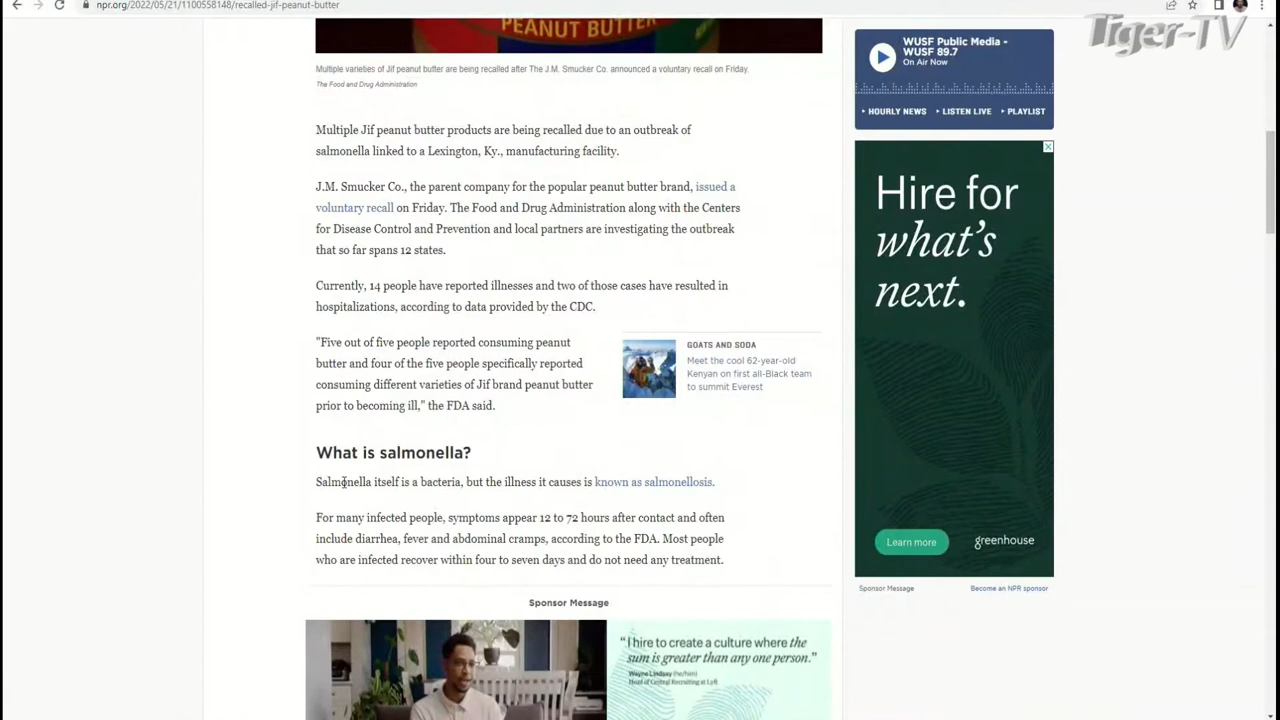 npr.org/2022/05/21/1100558148/recalled-jif-peanut-butter
Tiger-TV
PEANUT BUTTER
Multiple varieties of Jif peanut butter are being recalled after The J.M. Smucker Co. announced a voluntary recall on Friday.
The Food and Drug Administration
Multiple Jif peanut butter products are being recalled due to an outbreak of
salmonella linked to a Lexington, Ky., manufacturing facility.
J.M. Smucker Co., the parent company for the popular peanut butter brand, issued a
voluntary recall on Friday. The Food and Drug Administration along with the Centers
for Disease Control and Prevention and local partners are investigating the outbreak
that so far spans 12 states.
Currently, 14 people have reported illnesses and two of those cases have resulted in
hospitalizations, according to data provided by the CDC.
"Five out of five people reported consuming peanut
butter and four of the five people specifically reported
consuming different varieties of Jif brand peanut butter
prior to becoming ill," the FDA said.
GOATS AND SODA
Meet the cool 62-year-old
Kenyan on first all-Black team
to summit Everest
What is salmonella?
Salmonella itself is a bacteria, but the illness it causes is known as salmonellosis.
For many infected people, symptoms appear 12 to 72 hours after contact and often
include diarrhea, fever and abdominal cramps, according to the FDA. Most people
who are infected recover within four to seven days and do not need any treatment.
Sponsor Message
“I hire to create a culture where the
sum is greater than any one person.”
Wayne Lindsay (he/him)
Head of Central Recruiting at Lyft
WUSF Public Media -
WUSF 89.7
On Air Now
HOURLY NEWS LISTEN LIVE PLAYLIST
Hire for
what’s
next.
Learn more greenhouse
Sponsor Message Become an NPR sponsor